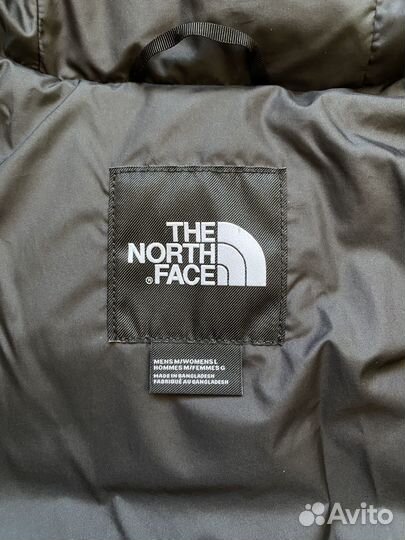 THE
NORTH
®FACE
MENS M/WOMENS L
HOMMES M/FEMMES G
MADE IN BANGLADESH
FABRIQUÉ AU BANGLADESH
Avito